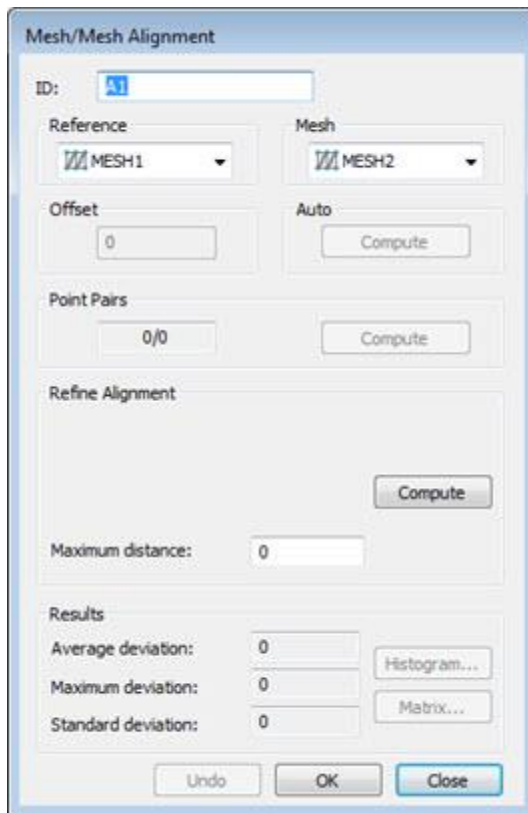 Mesh/Mesh Alignment
ID: A1
Reference Mesh
MESH1 MESH2
Offset Auto
0 Compute
Point Pairs
0/0 Compute
Refine Alignment
Compute
Maximum distance: 0
Results
Average deviation: 0
Histogram...
Maximum deviation: 0
Matrix...
Standard deviation: 0
Undo OK Close